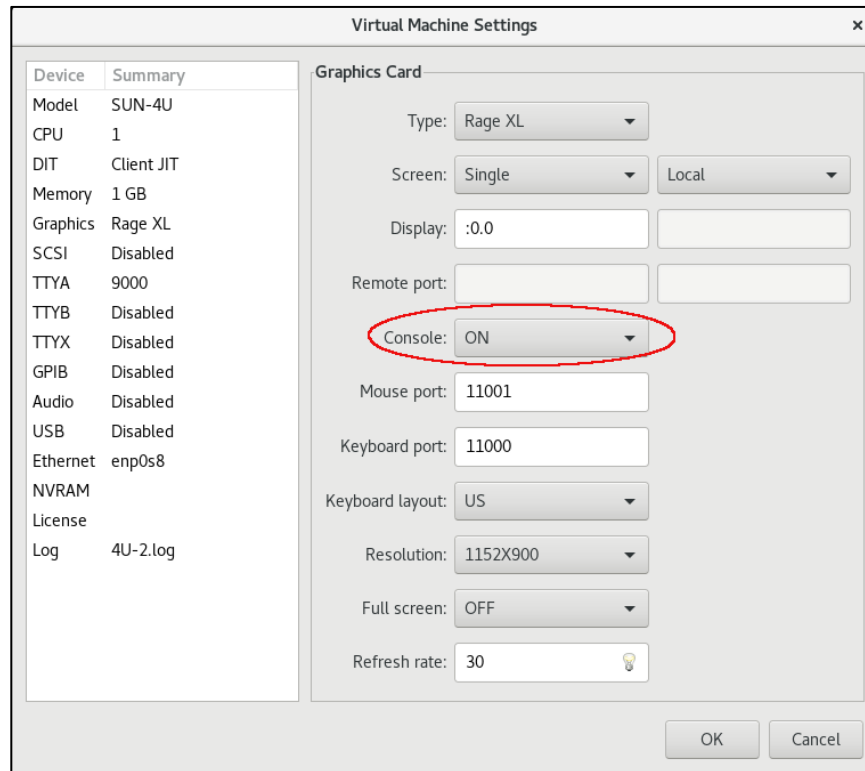 Virtual Machine Settings ×
Device Summary
Model SUN-4U
CPU 1
DIT Client JIT
Memory 1 GB
Graphics Rage XL
SCSI Disabled
TTYA 9000
TTYB Disabled
TTYX Disabled
GPIB Disabled
Audio Disabled
USB Disabled
Ethernet enp0s8
NVRAM
License
Log 4U-2.log
Graphics Card
Type: Rage XL
Screen: Single Local
Display: :0.0
Remote port:
Console: ON
Mouse port: 11001
Keyboard port: 11000
Keyboard layout: US
Resolution: 1152X900
Full screen: OFF
Refresh rate: 30
OK Cancel